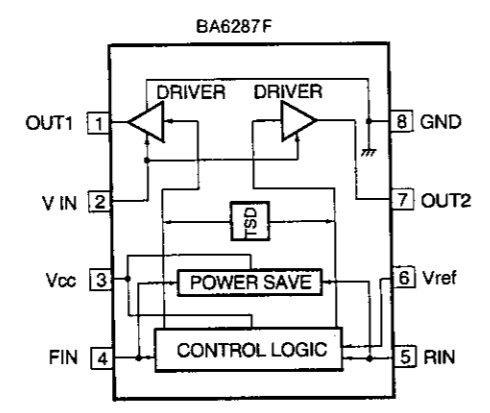 BA6287F
DRIVER DRIVER
OUT1 1
8 GND
V IN 2
7 OUT2
TSD
Vcc 3
POWER SAVE
6 Vref
FIN 4
CONTROL LOGIC
5 RIN